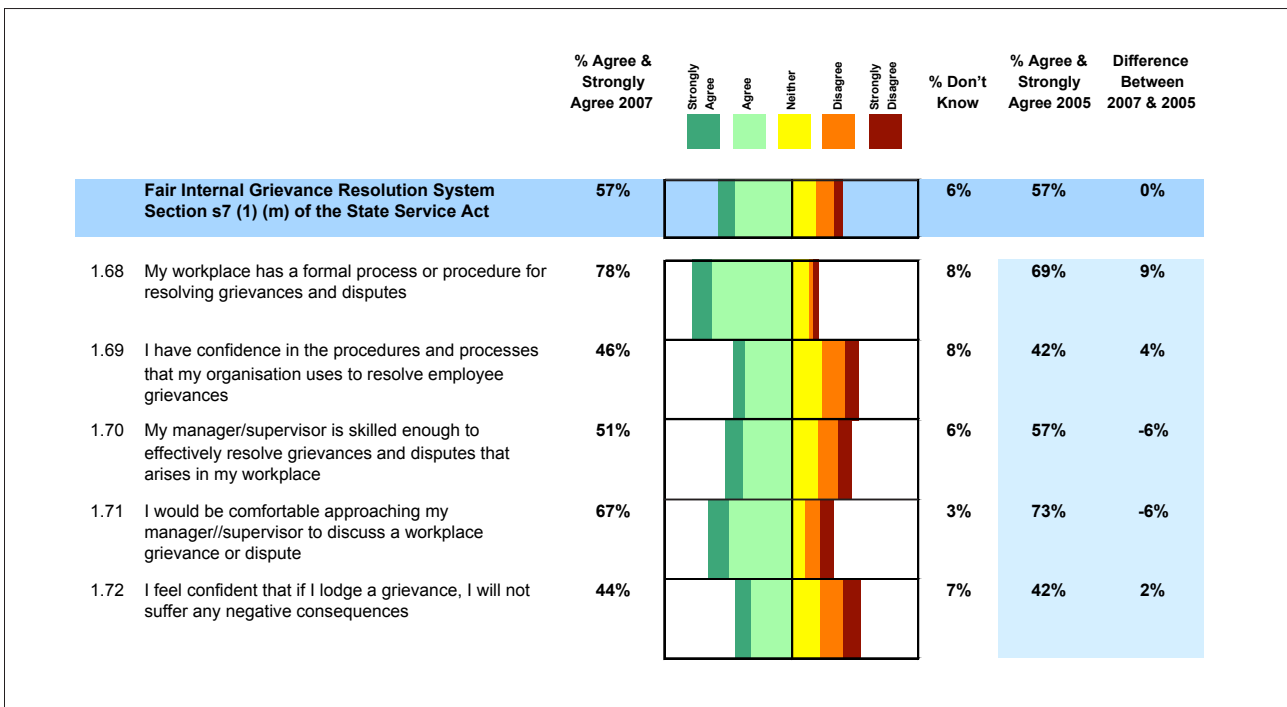 % Agree &
Strongly
Agree 2007
Strongly
Agree
Agree
Neither
Disagree
Strongly
Disagree
% Don't
Know
% Agree &
Strongly
Agree 2005
Difference
Between
2007 & 2005
Fair Internal Grievance Resolution System 57% 6% 57% 0%
Section s7 (1) (m) of the State Service Act
1.68 My workplace has a formal process or procedure for 78% 8% 69% 9%
resolving grievances and disputes
1.69 I have confidence in the procedures and processes 46% 8% 42% 4%
that my organisation uses to resolve employee
grievances
1.70 My manager/supervisor is skilled enough to 51% 6% 57% -6%
effectively resolve grievances and disputes that
arises in my workplace
1.71 I would be comfortable approaching my 67% 3% 73% -6%
manager//supervisor to discuss a workplace
grievance or dispute
1.72 I feel confident that if I lodge a grievance, I will not 44% 7% 42% 2%
suffer any negative consequences